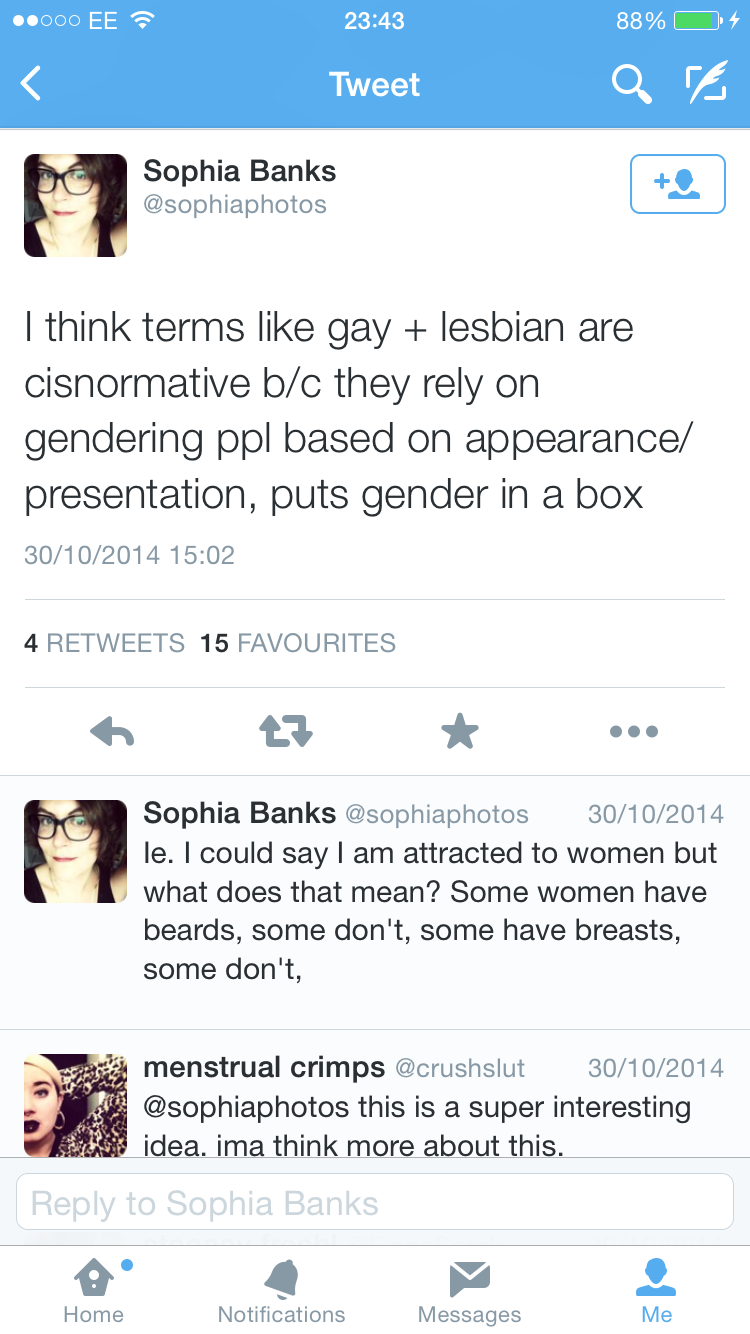 EE 23:43 88%
Tweet
Sophia Banks
@sophiaphotos
I think terms like gay + lesbian are
cisnormative b/c they rely on
gendering ppl based on appearance/
presentation, puts gender in a box
30/10/2014 15:02
4 RETWEETS 15 FAVOURITES
Sophia Banks @sophiaphotos 30/10/2014
Ie. I could say I am attracted to women but
what does that mean? Some women have
beards, some don't, some have breasts,
some don't,
menstrual crimps @crushslut 30/10/2014
@sophiaphotos this is a super interesting
idea. ima think more about this.
Reply to Sophia Banks
Home Notifications Messages Me